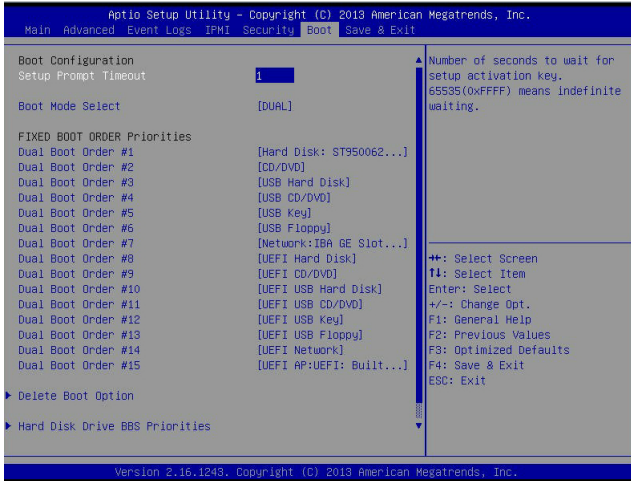 Aptio Setup Utility – Copyright (C) 2013 American Megatrends, Inc.
Main Advanced Event Logs IPMI Security Boot Save & Exit
Boot Configuration
Setup Prompt Timeout 1
Boot Mode Select [DUAL]
FIXED BOOT ORDER Priorities
Dual Boot Order #1 [Hard Disk: ST950062...]
Dual Boot Order #2 [CD/DVD]
Dual Boot Order #3 [USB Hard Disk]
Dual Boot Order #4 [USB CD/DVD]
Dual Boot Order #5 [USB Key]
Dual Boot Order #6 [USB Floppy]
Dual Boot Order #7 [Network:IBA GE Slot...]
Dual Boot Order #8 [UEFI Hard Disk]
Dual Boot Order #9 [UEFI CD/DVD]
Dual Boot Order #10 [UEFI USB Hard Disk]
Dual Boot Order #11 [UEFI USB CD/DVD]
Dual Boot Order #12 [UEFI USB Key]
Dual Boot Order #13 [UEFI USB Floppy]
Dual Boot Order #14 [UEFI Network]
Dual Boot Order #15 [UEFI AP:UEFI: Built...]
Delete Boot Option
Hard Disk Drive BBS Priorities
Number of seconds to wait for
setup activation key.
65535(0xFFFF) means indefinite
waiting.
→←: Select Screen
↑↓: Select Item
Enter: Select
+/-: Change Opt.
F1: General Help
F2: Previous Values
F3: Optimized Defaults
F4: Save & Exit
ESC: Exit
Version 2.16.1243. Copyright (C) 2013 American Megatrends, Inc.